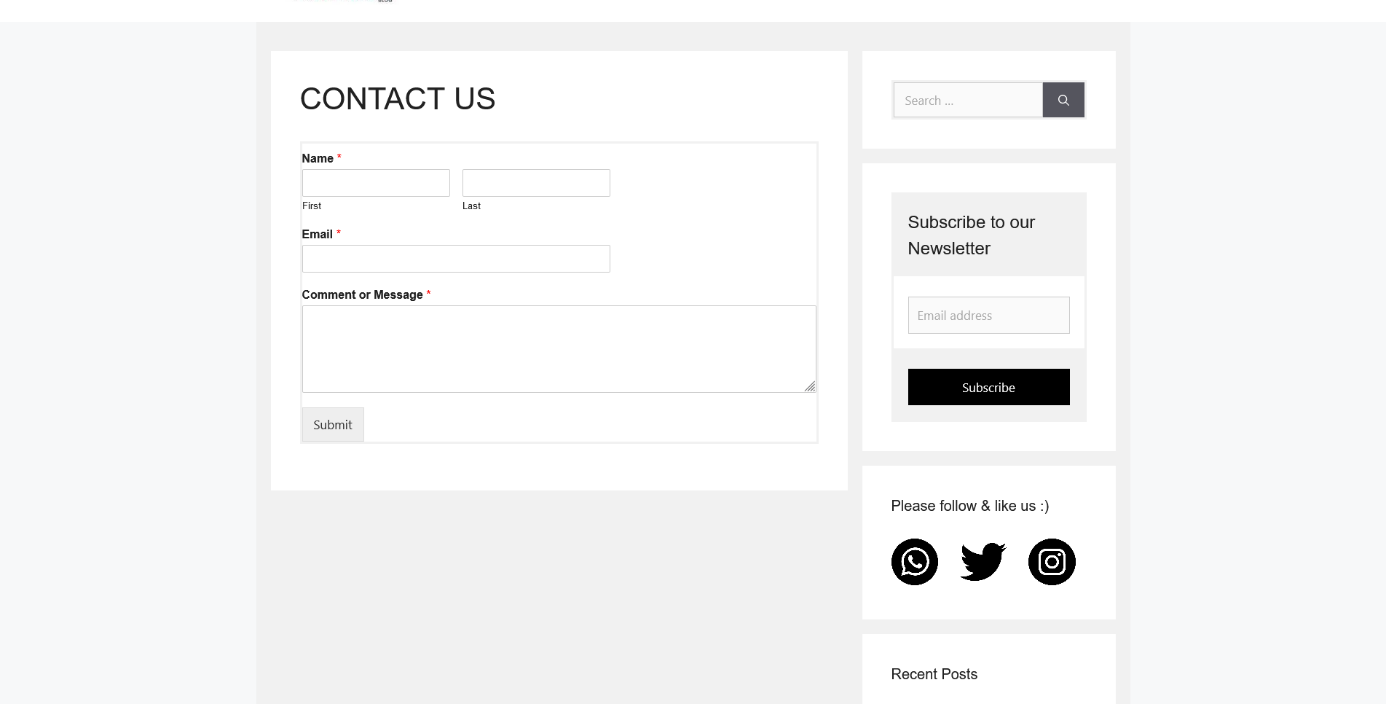 CONTACT US
Name *
First Last
Email *
Comment or Message *
Submit
Search ...
Subscribe to our
Newsletter
Email address
Subscribe
Please follow & like us :)
Recent Posts